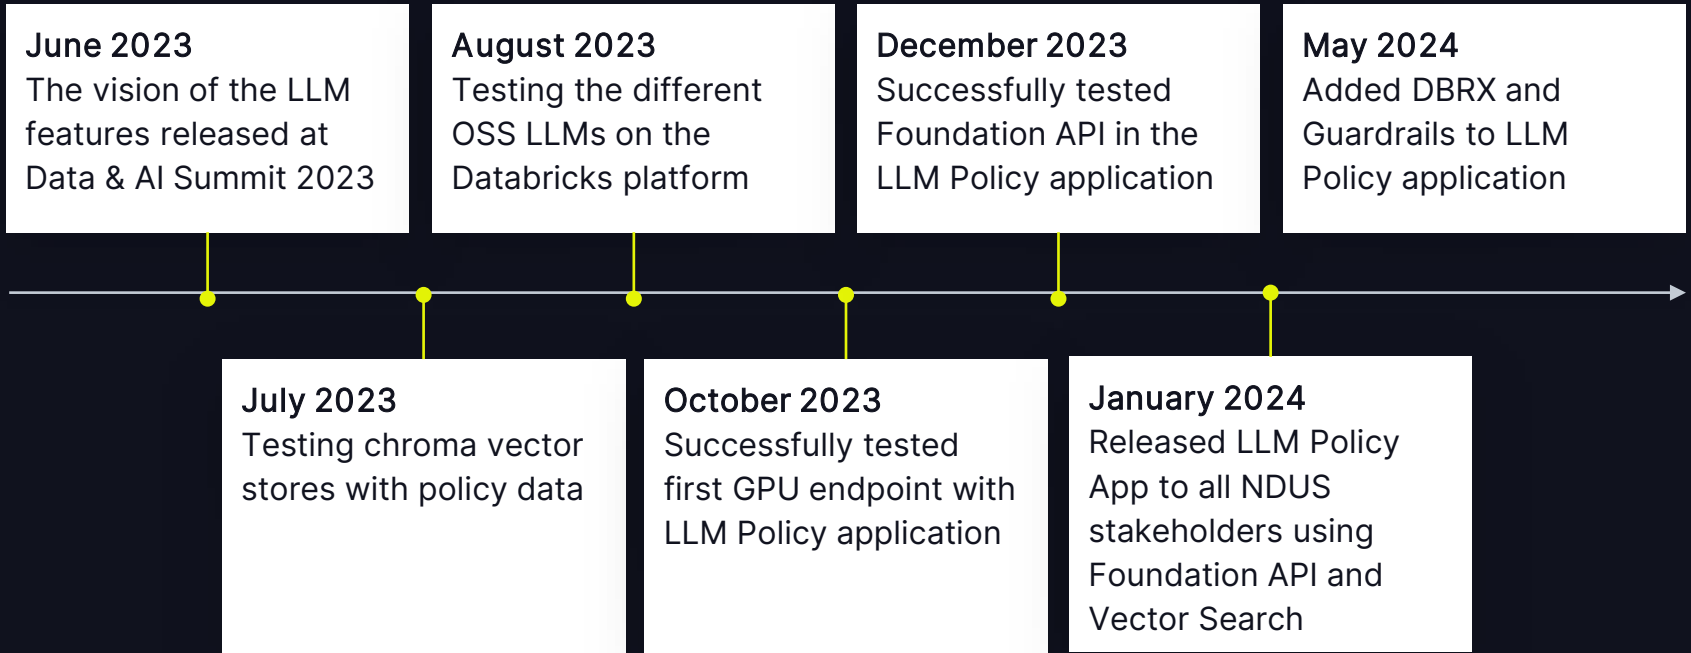 June 2023
The vision of the LLM
features released at
Data & AI Summit 2023
August 2023
Testing the different
OSS LLMs on the
Databricks platform
December 2023
Successfully tested
Foundation API in the
LLM Policy application
May 2024
Added DBRX and
Guardrails to LLM
Policy application
July 2023
Testing chroma vector
stores with policy data
October 2023
Successfully tested
first GPU endpoint with
LLM Policy application
January 2024
Released LLM Policy
App to all NDUS
stakeholders using
Foundation API and
Vector Search